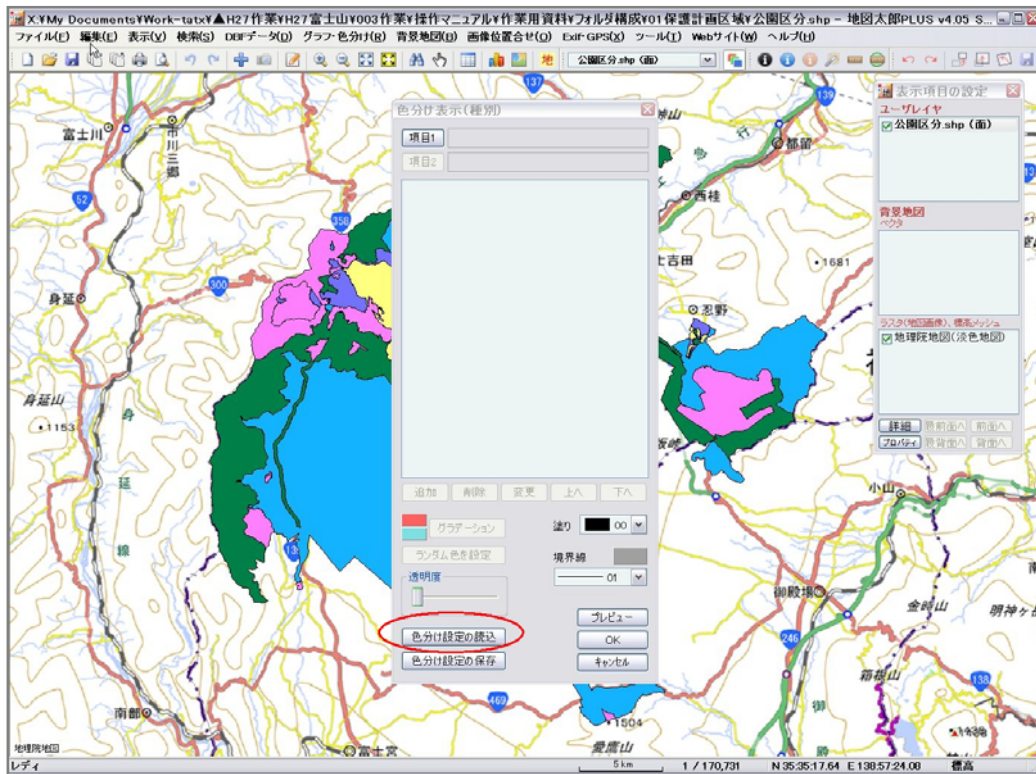 X:¥My Documents¥Work-tatx¥▲H27作業¥H27富士山¥003作業¥操作マニュアル¥作業用資料¥フォルダ構成¥01保護計画区域¥公園区分.shp - 地図太郎PLUS v4.05 S...
ファイル(F) 編集(E) 表示(V) 検索(S) DBFデータ(D) グラフ・色分け(R) 背景地図(B) 画像位置合せ(O) Exif-GPS(X) ツール(T) Webサイト(W) ヘルプ(H)
公園区分.shp (面)
色分け表示(種別)
項目1
項目2
追加 削除 変更 上へ 下へ
グラデーション
塗り 00
ランダム色を設定
境界線
01
透明度
色分け設定の読込
色分け設定の保存
プレビュー
OK
キャンセル
表示項目の設定
ユーザレイヤ
公園区分.shp (面)
背景地図
ベクタ
ラスタ(地図画像)、標高メッシュ
地理院地図(淡色地図)
詳細 最前面へ 前面へ
プロパティ 最背面へ 背面へ
137
139
富士川
市川三郷
都留
52
358
西桂
300
1681
身延
忍野
身延山
1153
身延線
小山
13
御殿場
金時山
246
箱根山
138
469
南部
1504
愛鷹山
富士宮
御
殿
地理院地図
レディ
5 km
1 / 170,731
N 35:35:17.64 E 138:57:24.08
標高